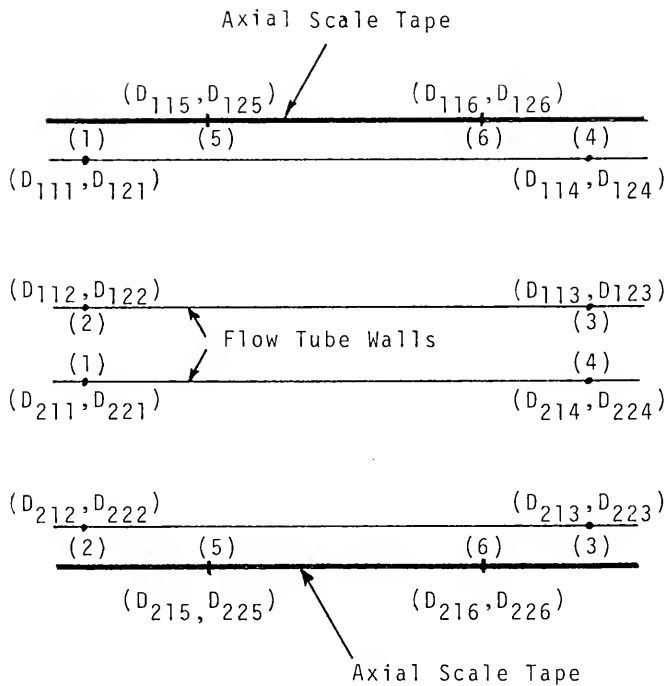 Axial Scale Tape
(D115,D125) (D116,D126)
(1) (5) (6) (4)
(D111,D121) (D114,D124)
(D112,D122) (D113,D123)
(2) (3)
Flow Tube Walls
(1) (4)
(D211,D221) (D214,D224)
(D212,D222) (D213,D223)
(2) (5) (6) (3)
(D215,D225) (D216,D226)
Axial Scale Tape